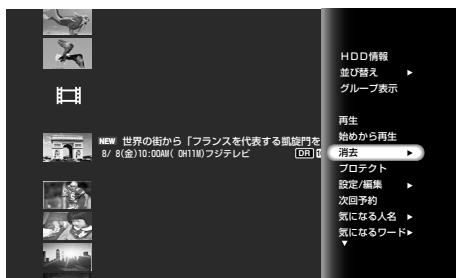 NEW 世界の街から「フランスを代表する凱旋門を
8/ 8(金)10:00AM( 0H11M)フジテレビ DR
HDD情報
並び替え ▶
グループ表示
再生
始めから再生
消去 ▶
プロテクト
設定/編集 ▶
次回予約
気になる人名 ▶
気になるワード▶
▼